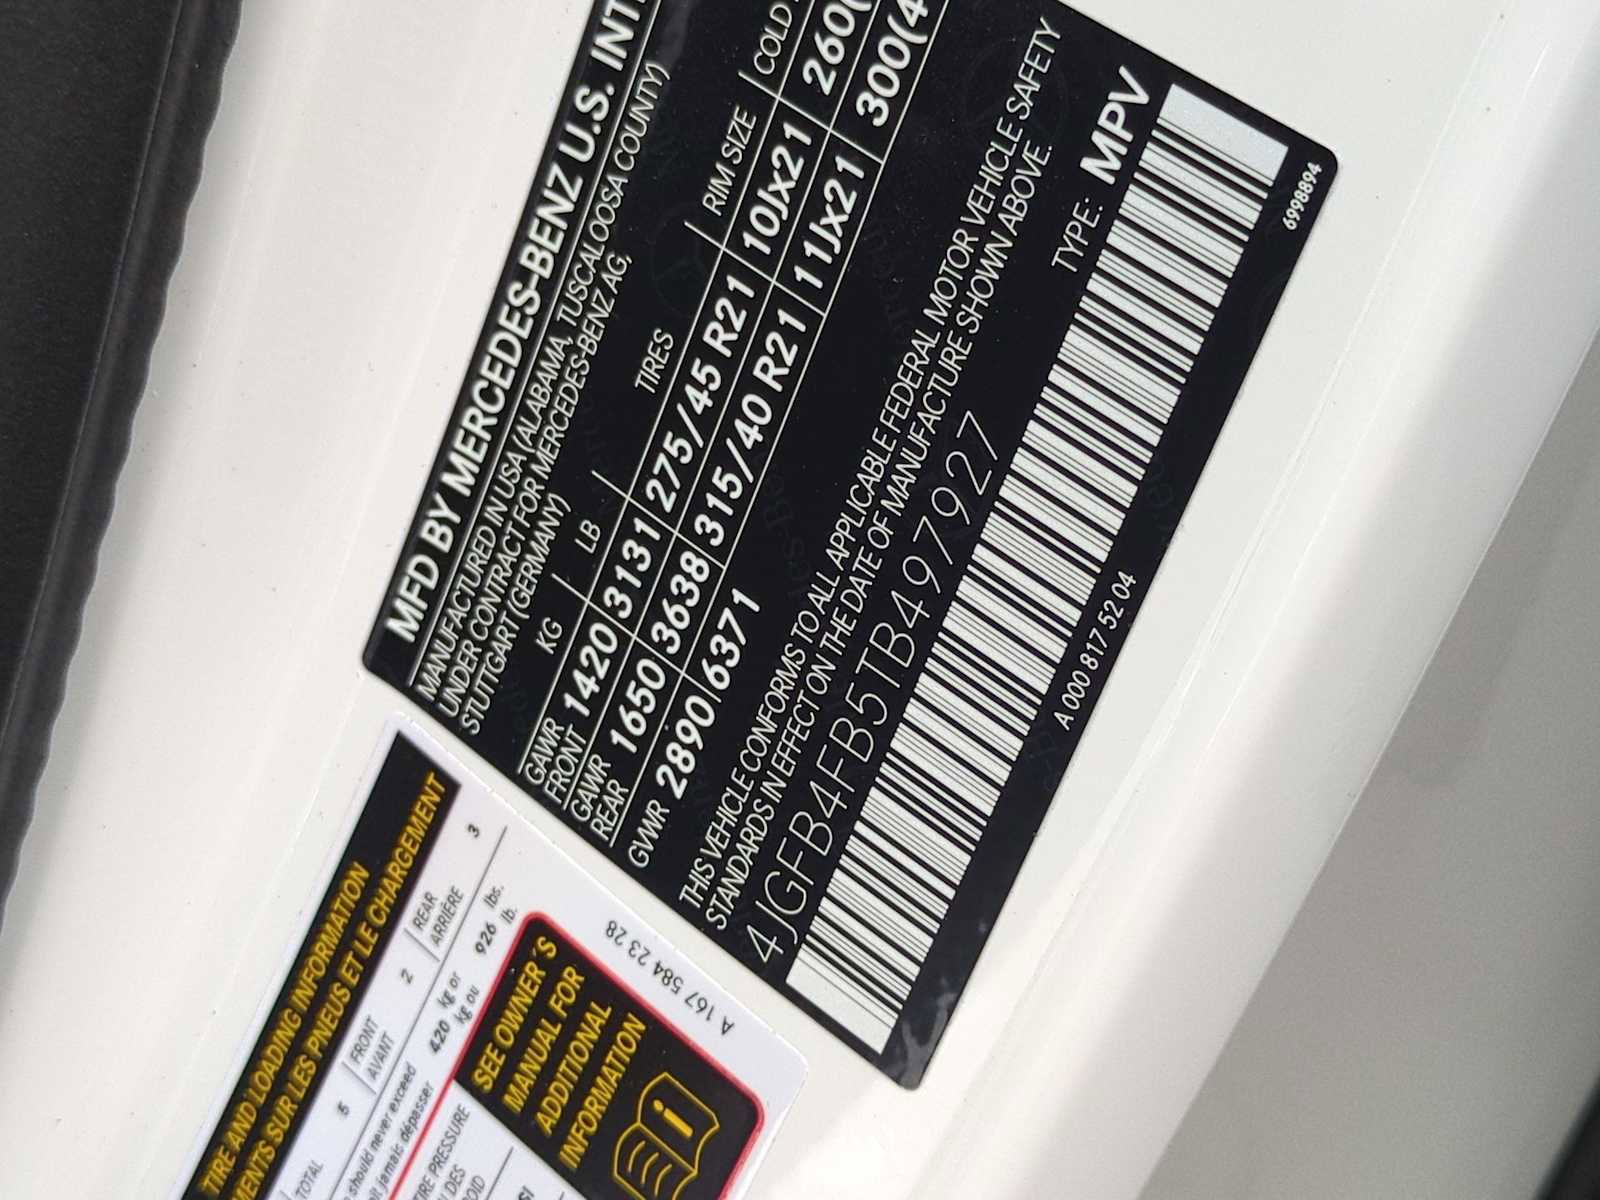 MFD BY MERCEDES-BENZ U.S. INT
MANUFACTURED IN USA (ALABAMA, TUSCALOOSA COUNTY)
UNDER CONTRACT FOR MERCEDES-BENZ AG,
STUTTGART (GERMANY)
KG LB TIRES RIM SIZE COLD
GAWR
FRONT 1420 3131 275/45 R21 10Jx21 260(
GAWR
REAR 1650 3638 315/40 R21 11Jx21 300(4
GVWR 2890 6371
THIS VEHICLE CONFORMS TO ALL APPLICABLE FEDERAL MOTOR VEHICLE SAFETY
STANDARDS IN EFFECT ON THE DATE OF MANUFACTURE SHOWN ABOVE.
4JGFB4FB5TB497927 TYPE: MPV
A 000 817 52 04
6998894
TIRE AND LOADING INFORMATION
MENTS SUR LES PNEUS ET LE CHARGEMENT
TOTAL 5 FRONT
AVANT 2 REAR
ARRIÈRE 3
should never exceed 420 kg or 926 lbs.
jamais dépasser kg ou lb.
PRESSURE
DES
SEE OWNER'S
MANUAL FOR
ADDITIONAL
INFORMATION
A 167 584 23 28